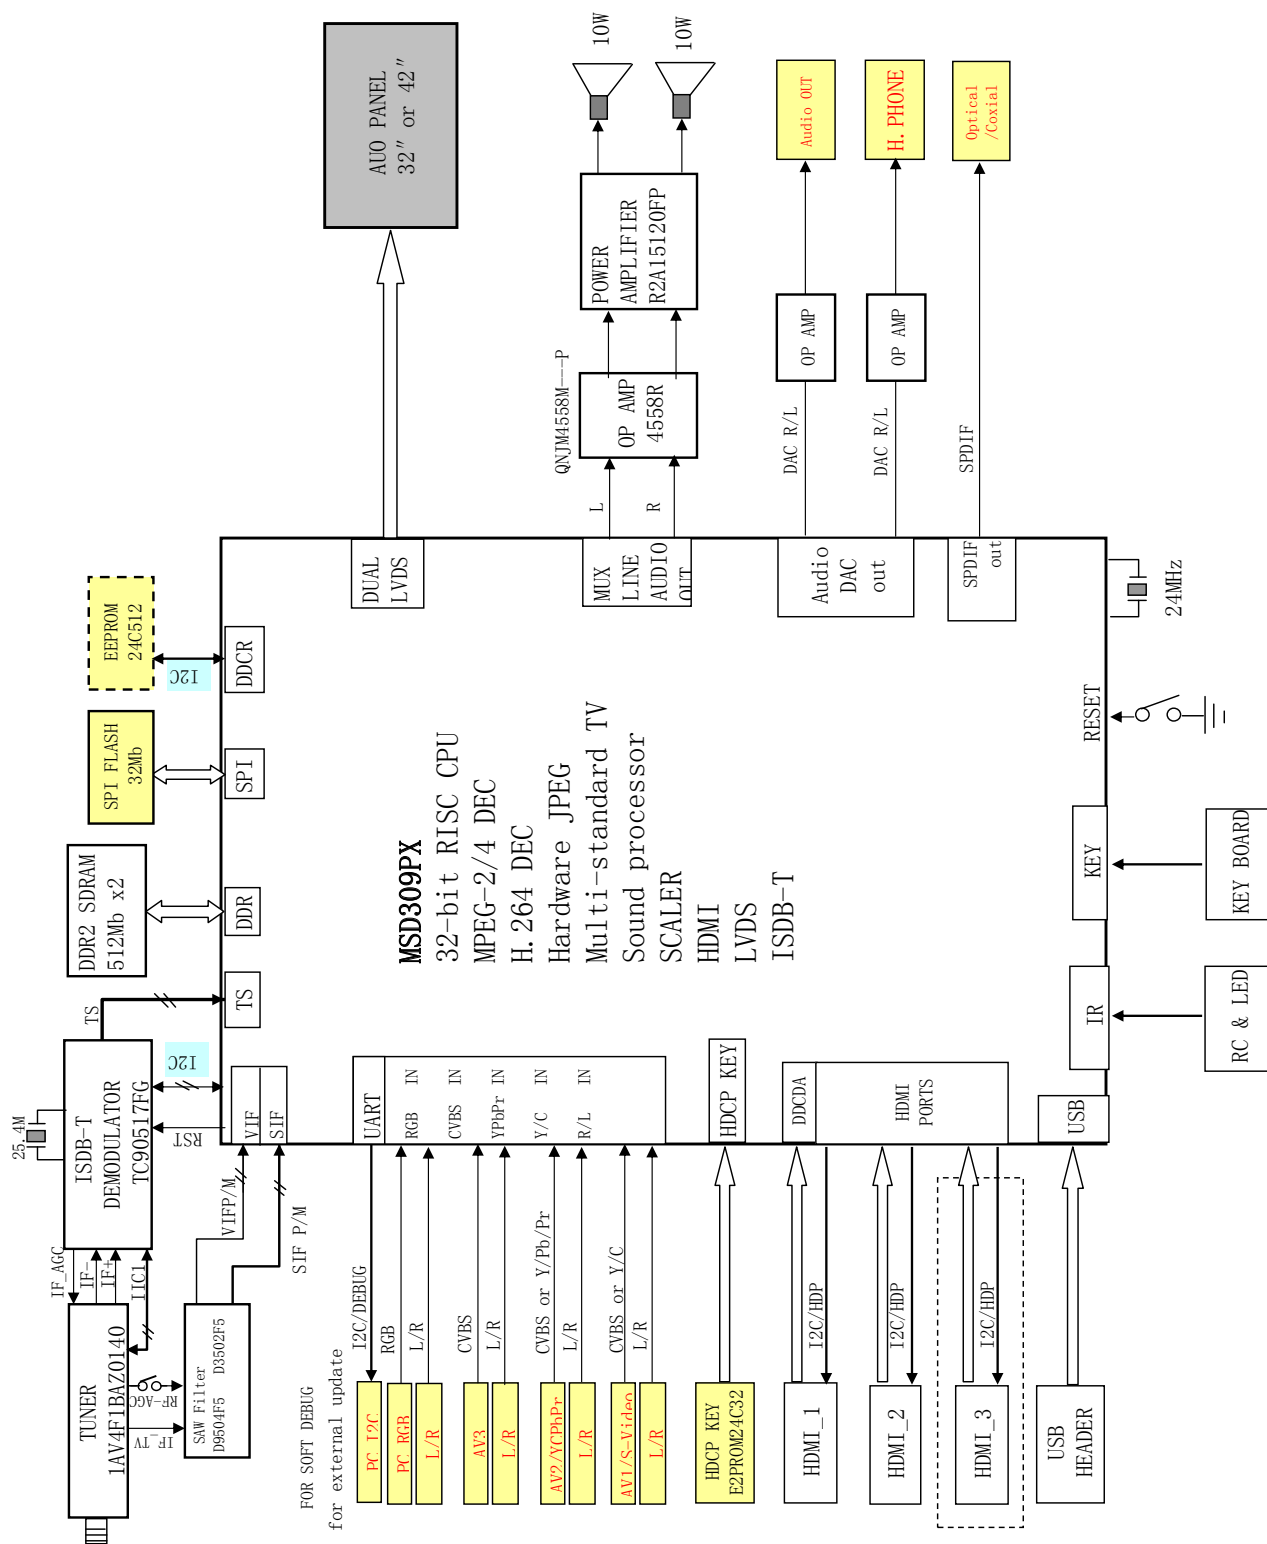 TUNER
1AV4F1BAZ0140
IF_AGC
IF-
IF+
IIC1
RF-AGC
IF_TV
SAW Filter
D9504F5 D3502F5
VIFP/M
SIF P/M
25.4M
ISDB-T
DEMODULATOR
TC90517FG
RST
I2C
TS
DDR2 SDRAM
512Mb x2
SPI FLASH
32Mb
EEPROM
24C512
I2C
VIF
SIF
TS
DDR
SPI
DDCR
FOR SOFT DEBUG
for external update
PC I2C
PC RGB
L/R
AV3
L/R
AV2/YCPbPr
L/R
AV1/S-Video
L/R
HDCP KEY
E2PROM24C32
HDMI_1
HDMI_2
HDMI_3
USB
HEADER
I2C/DEBUG
RGB
L/R
CVBS
L/R
CVBS or Y/Pb/Pr
L/R
CVBS or Y/C
L/R
I2C/HDP
I2C/HDP
I2C/HDP
UART
RGB IN
CVBS IN
YPbPr IN
Y/C IN
R/L IN
HDCP KEY
DDCDA
HDMI
PORTS
USB
MSD309PX
32-bit RISC CPU
MPEG-2/4 DEC
H.264 DEC
Hardware JPEG
Multi-standard TV
Sound processor
SCALER
HDMI
LVDS
ISDB-T
IR
KEY
RESET
RC & LED
KEY BOARD
24MHz
DUAL
LVDS
MUX
LINE
AUDIO
OUT
Audio
DAC
out
SPDIF
out
AUO PANEL
32″ or 42″
L
R
QNJM4558M---P
OP AMP
4558R
POWER
AMPLIFIER
R2A15120FP
10W
10W
DAC R/L
OP AMP
Audio OUT
DAC R/L
OP AMP
H.PHONE
SPDIF
Optical
/Coxial